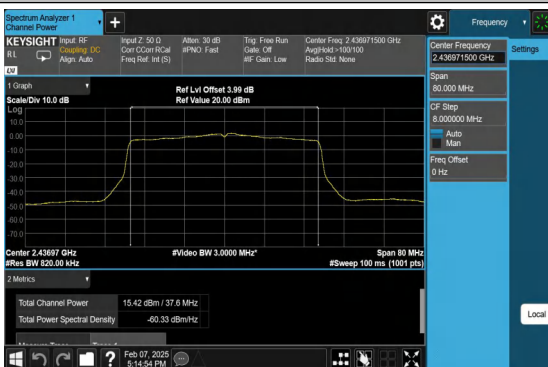 Spectrum Analyzer 1
Channel Power
Frequency
KEYSIGHT
RL
LNI
Input: RF
Coupling: DC
Align: Auto
Input Z: 50 Ω
Corr CCorr RCal
Freq Ref: Int (S)
Atten: 30 dB
#PNO: Fast
Trig: Free Run
Gate: Off
#IF Gain: Low
Center Freq: 2.436971500 GHz
Avg|Hold:>100/100
Radio Std: None
Center Frequency
2.436971500 GHz
Settings
Span
80.000 MHz
CF Step
8.000000 MHz
Auto
Man
Freq Offset
0 Hz
Local
1 Graph
Scale/Div 10.0 dB
Ref Lvl Offset 3.99 dB
Ref Value 20.00 dBm
Log
10.0
0.00
-10.0
-20.0
-30.0
-40.0
-50.0
-60.0
-70.0
Center 2.43697 GHz
#Video BW 3.0000 MHz*
Span 80 MHz
#Res BW 820.00 kHz
#Sweep 100 ms (1001 pts)
2 Metrics
Total Channel Power 15.42 dBm / 37.6 MHz
Total Power Spectral Density -60.33 dBm/Hz
?
Feb 07, 2025
5:14:54 PM